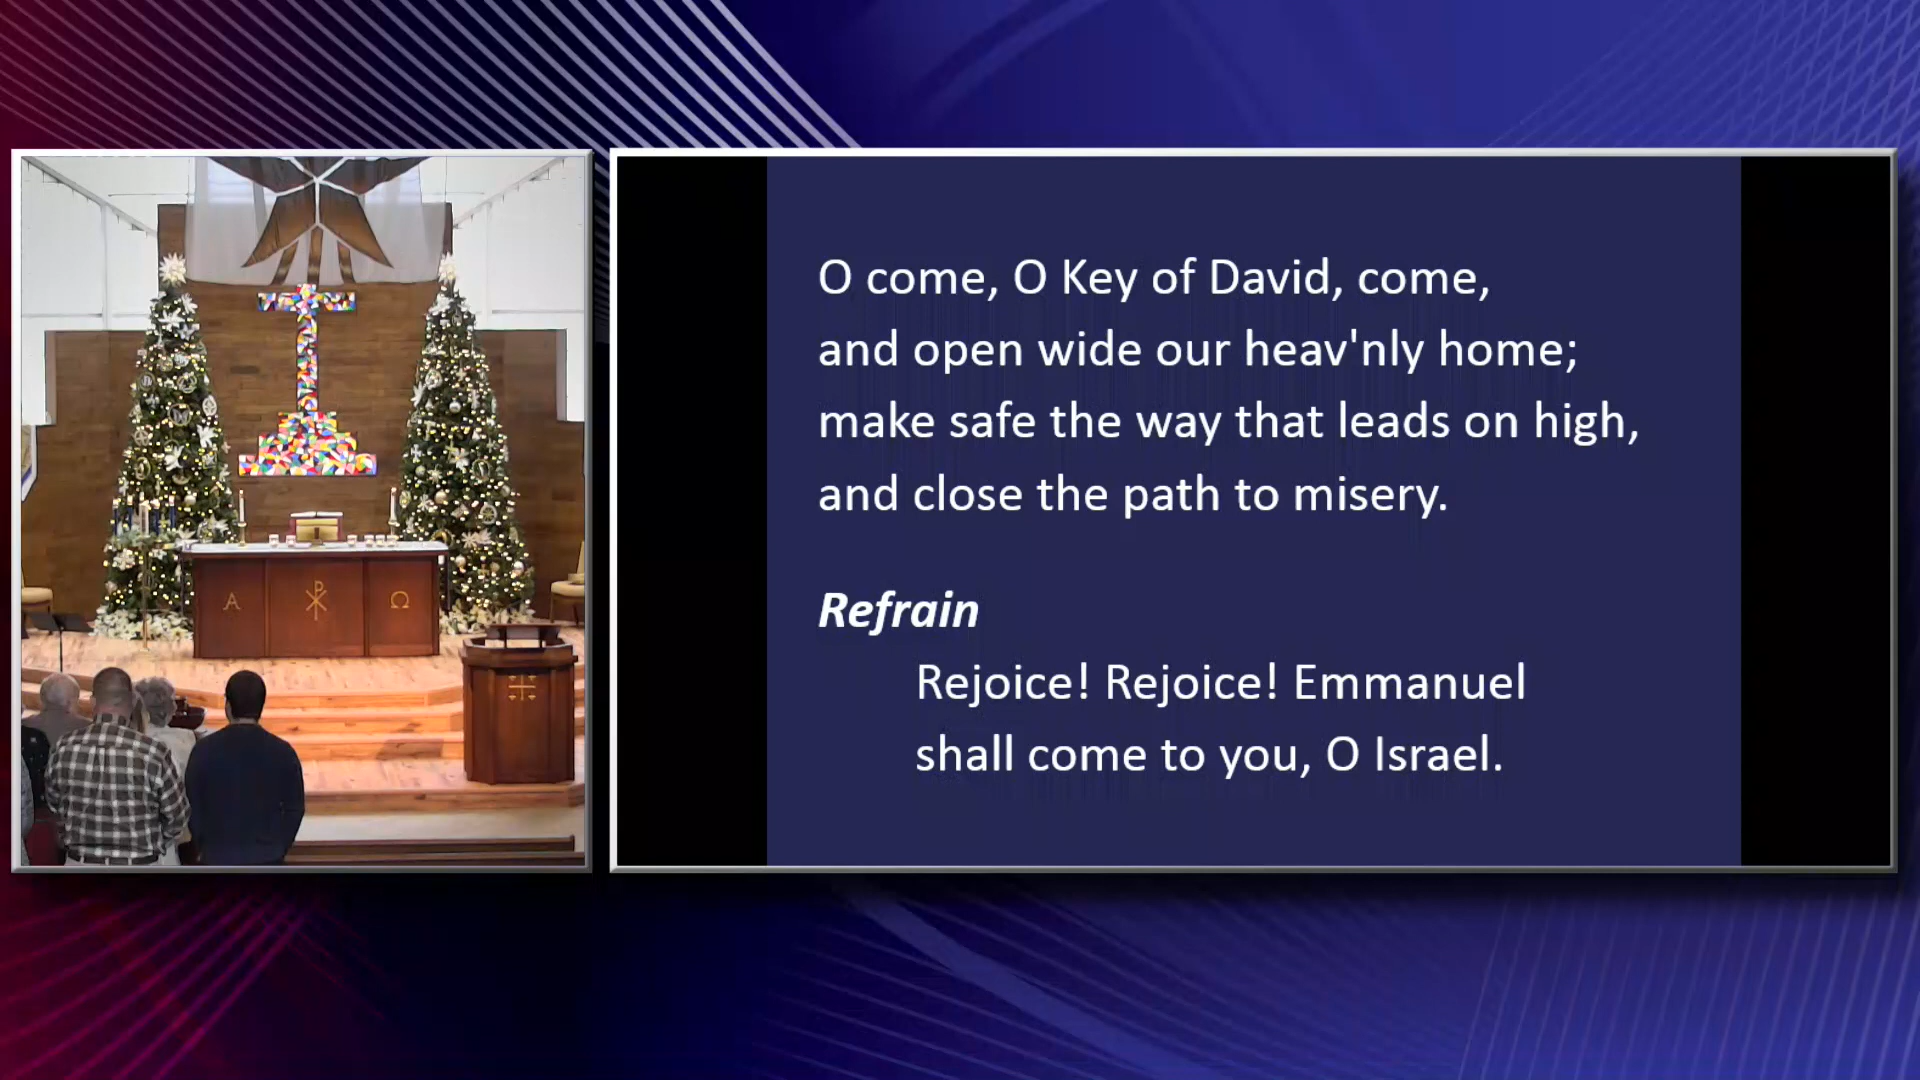 O come, O Key of David, come,
and open wide our heav'nly home;
make safe the way that leads on high,
and close the path to misery.
Refrain
Rejoice! Rejoice! Emmanuel
shall come to you, O Israel.
Α ☧ Ω